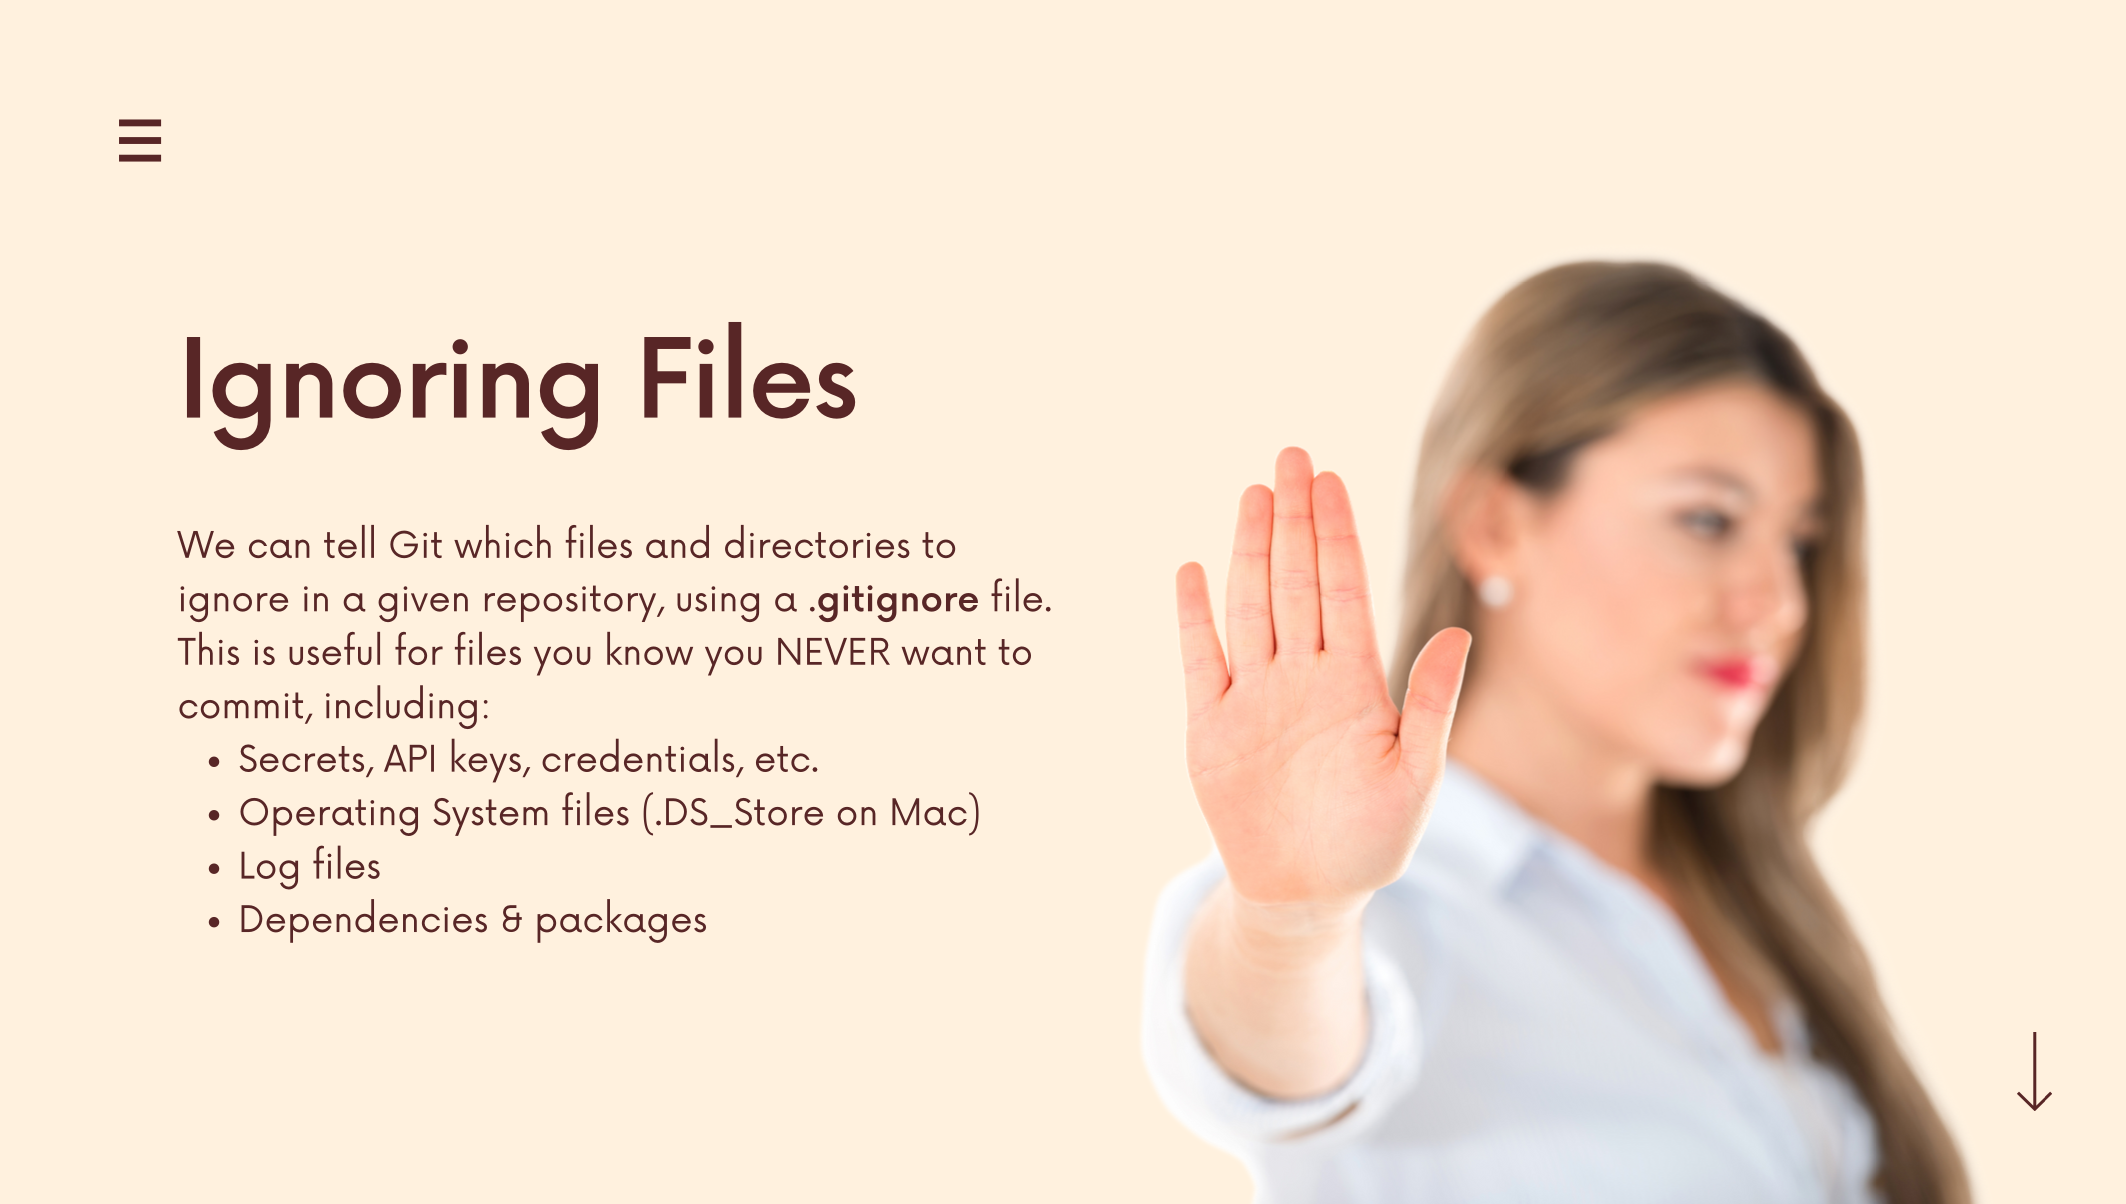 Ignoring Files
We can tell Git which files and directories to
ignore in a given repository, using a .gitignore file.
This is useful for files you know you NEVER want to
commit, including:
• Secrets, API keys, credentials, etc.
• Operating System files (.DS_Store on Mac)
• Log files
• Dependencies & packages